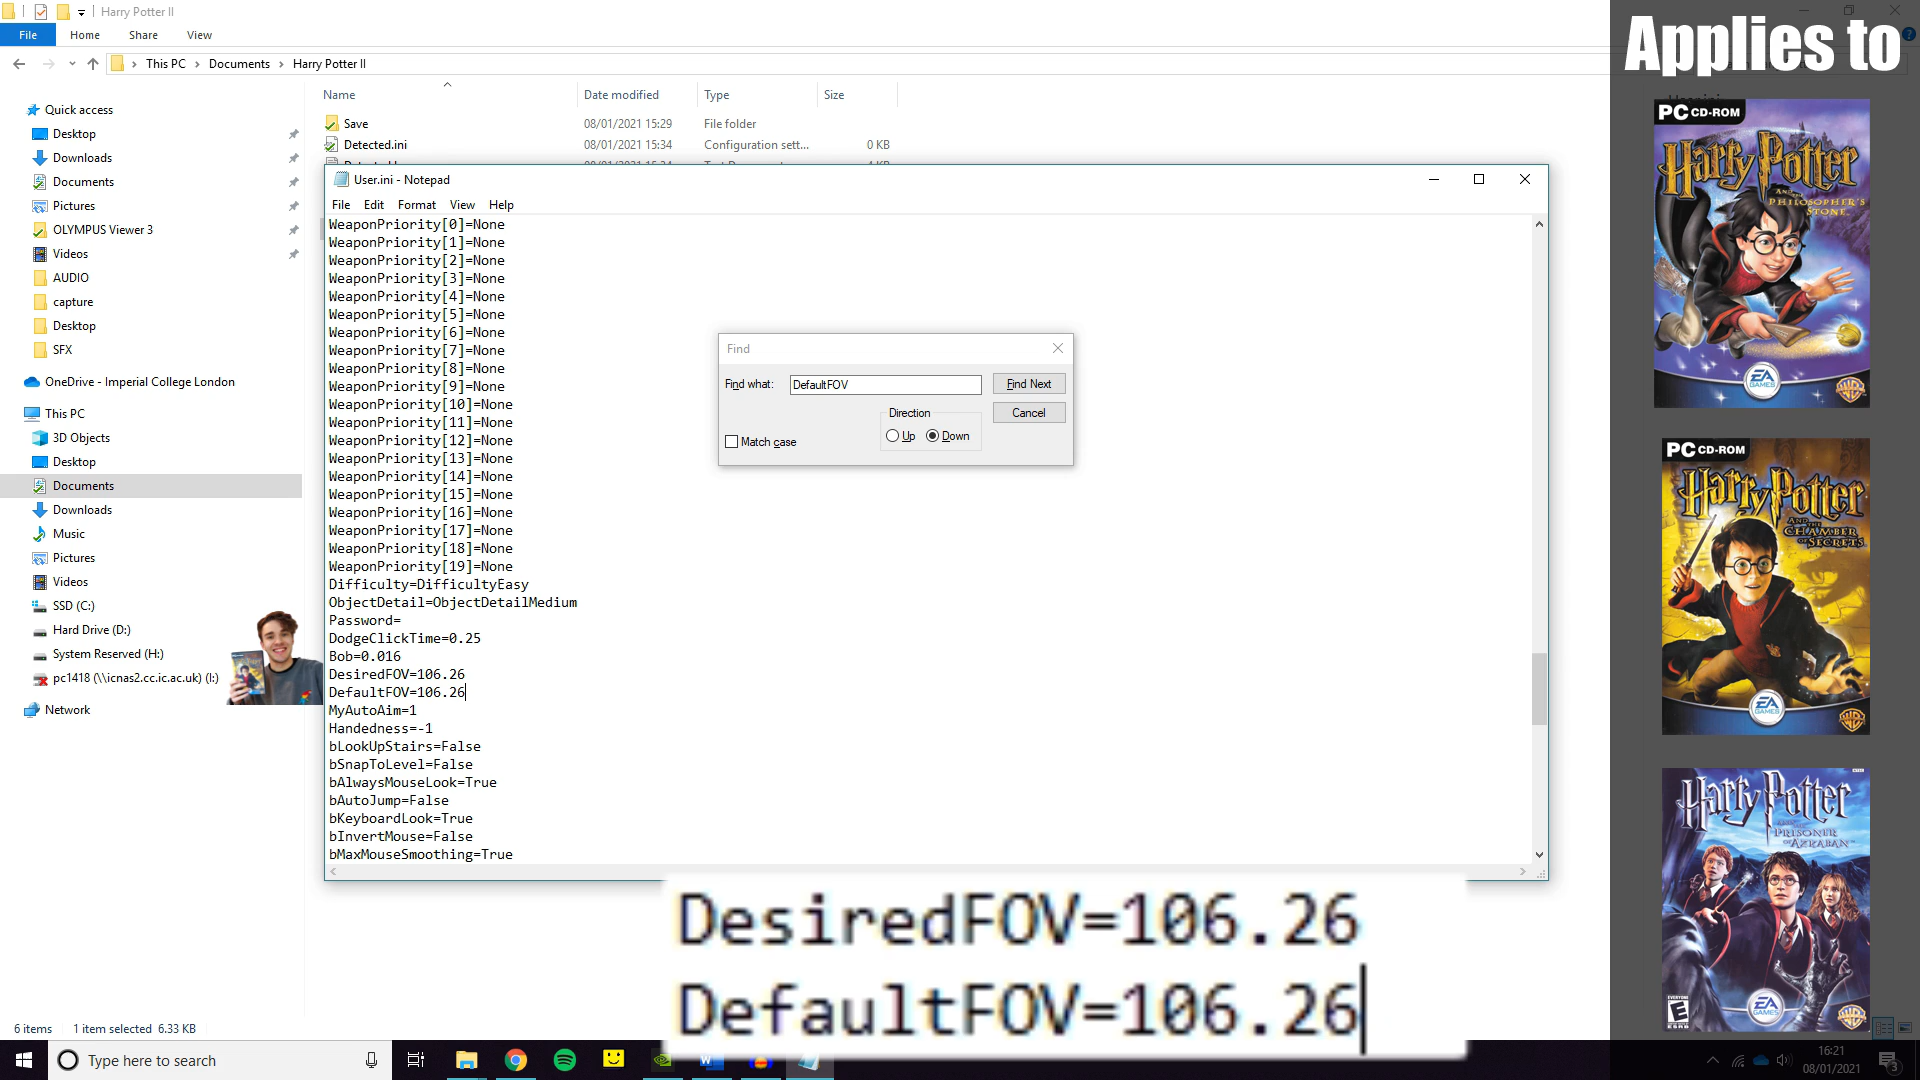 Harry Potter II
File Home Share View
This PC > Documents > Harry Potter II
Name Date modified Type Size
Quick access
Desktop
Downloads
Documents
Pictures
OLYMPUS Viewer 3
Videos
AUDIO
capture
Desktop
SFX
OneDrive - Imperial College London
This PC
3D Objects
Desktop
Documents
Downloads
Music
Pictures
Videos
SSD (C:)
Hard Drive (D:)
System Reserved (H:)
pc1418 (\\icnas2.cc.ic.ac.uk) (I:)
Network
Save 08/01/2021 15:29 File folder
Detected.ini 08/01/2021 15:34 Configuration sett... 0 KB
User.ini - Notepad
File Edit Format View Help
WeaponPriority[0]=None
WeaponPriority[1]=None
WeaponPriority[2]=None
WeaponPriority[3]=None
WeaponPriority[4]=None
WeaponPriority[5]=None
WeaponPriority[6]=None
WeaponPriority[7]=None
WeaponPriority[8]=None
WeaponPriority[9]=None
WeaponPriority[10]=None
WeaponPriority[11]=None
WeaponPriority[12]=None
WeaponPriority[13]=None
WeaponPriority[14]=None
WeaponPriority[15]=None
WeaponPriority[16]=None
WeaponPriority[17]=None
WeaponPriority[18]=None
WeaponPriority[19]=None
Difficulty=DifficultyEasy
ObjectDetail=ObjectDetailMedium
Password=
DodgeClickTime=0.25
Bob=0.016
DesiredFOV=106.26
DefaultFOV=106.26
MyAutoAim=1
Handedness=-1
bLookUpStairs=False
bSnapToLevel=False
bAlwaysMouseLook=True
bAutoJump=False
bKeyboardLook=True
bInvertMouse=False
bMaxMouseSmoothing=True
Find
Find what: DefaultFOV Find Next
Direction Cancel
Match case Up Down
DesiredFOV=106.26
DefaultFOV=106.26
Applies to
PC CD-ROM
Harry Potter
AND THE
PHILOSOPHER'S
STONE
EA
GAMES
WB
PC CD-ROM
Harry Potter
AND THE
CHAMBER
OF SECRETS
EA
GAMES
WB
Harry Potter
AND THE
PRISONER
OF AZKABAN
EVERYONE
E
ESRB
EA
GAMES
WB
6 items 1 item selected 6.33 KB
Type here to search
16:21
08/01/2021
3